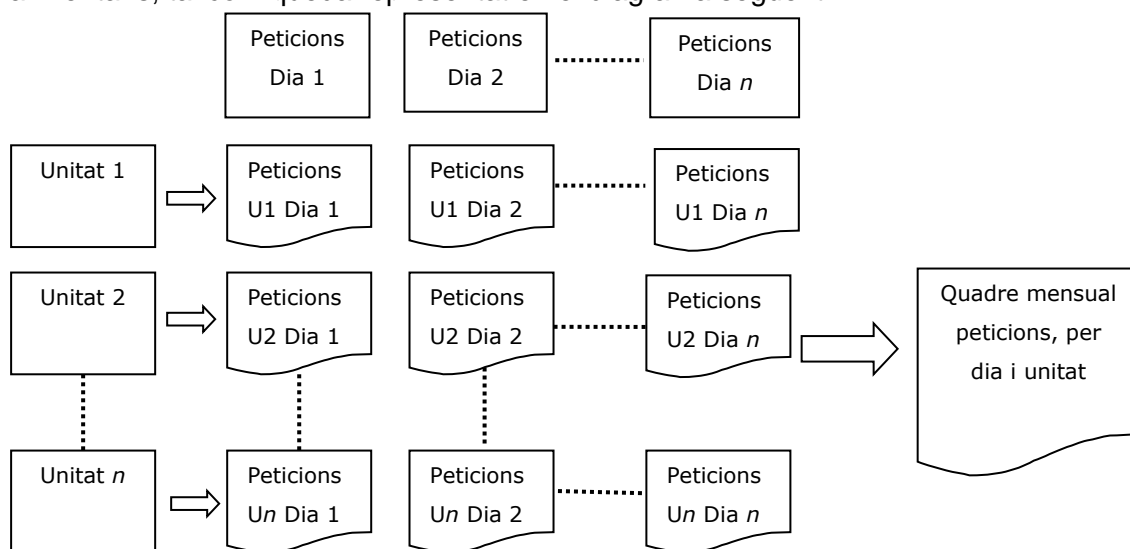 Peticions
Dia 1
Peticions
Dia 2
Peticions
Dia n
Unitat 1
Peticions
U1 Dia 1
Peticions
U1 Dia 2
Peticions
U1 Dia n
Unitat 2
Peticions
U2 Dia 1
Peticions
U2 Dia 2
Peticions
U2 Dia n
Quadre mensual
peticions, per
dia i unitat
Unitat n
Peticions
Un Dia 1
Peticions
Un Dia 2
Peticions
Un Dia n